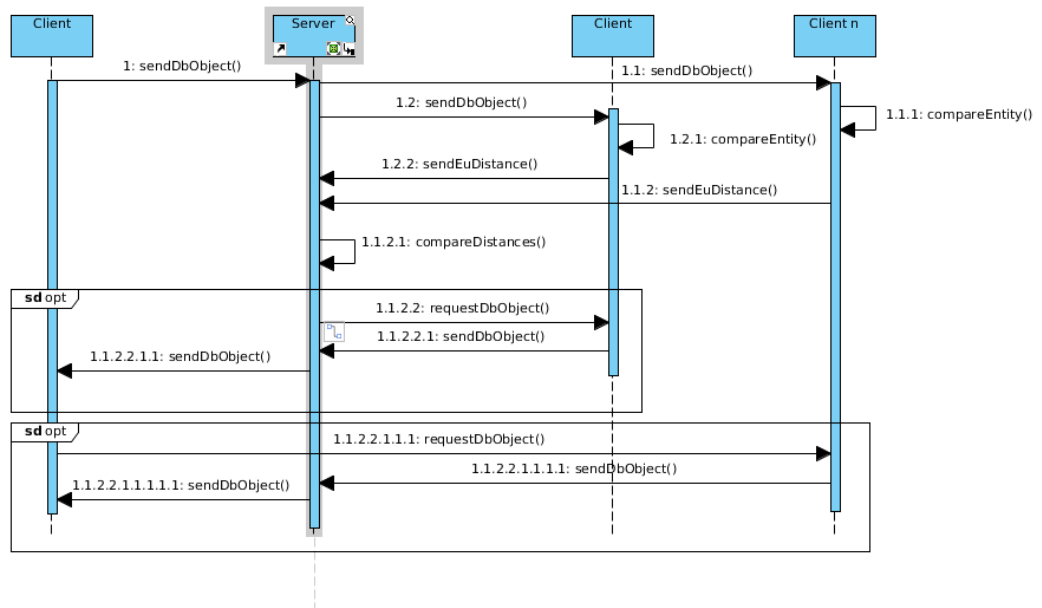 Client
Server
Client
Client n
1: sendDbObject()
1.1: sendDbObject()
1.2: sendDbObject()
1.1.1: compareEntity()
1.2.1: compareEntity()
1.2.2: sendEuDistance()
1.1.2: sendEuDistance()
1.1.2.1: compareDistances()
sd opt
1.1.2.2: requestDbObject()
1.1.2.2.1: sendDbObject()
1.1.2.2.1.1: sendDbObject()
sd opt
1.1.2.2.1.1.1: requestDbObject()
1.1.2.2.1.1.1.1: sendDbObject()
1.1.2.2.1.1.1.1.1: sendDbObject()